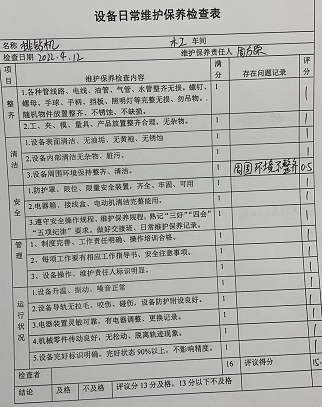 设备日常维护保养检查表
名称 排钻机 木工 车间
检查日期 2022.4.12 维护保养责任人
项目 维护保养检查内容 满分 存在问题记录 评分
整齐 1.各种管线路、电线、油管、气管、水管整齐无损。螺钉、螺母、手球、手柄、挡板、照明灯等完整无损、勿吊物。随机物件放置整齐、不锈蚀、不缺损。 1 1
2.工、夹、模、量具、产品放置整齐合理,无杂物。 1 1
清洁 1.设备表面清洁、无油垢、无黄袍、无锈蚀 1 1
2.设备内部清洁无杂物、脏污。 1 1
3.设备周围环境保持整齐、清洁。 1 周围环境不整齐 0.5
安全 1.防护罩、限位、限量安全装置,齐全、牢固、可用 1 1
2.电器箱、接线盒、电动机清洁完整能用。 1 1
3.遵守安全操作规程、维护保养规程,熟记“三好”“四会”“五项纪律”要求。做好交接班、日常维护保养记录。 1 1
管理 1、制度完善、工作责任明确、操作培训合格。 1 1
2、每项工作要有相应工作指导书、安全注意事项。 1 1
3、设备操作、维护责任人标识明显。 1 1
运行状况 1.设备升温、振动、噪音正常 1 1
2.设备导轨无拉毛、咬伤、碰伤,设备防护附设良好。 1 1
3.电器装置灵敏可靠,有电器调整、更换记录。 1 1
4.机械零件传动良好,无松动、脱离轨迹现象。 1 1
5.设备完好标识明确,完好状态 90%以上,不影响精度。 1 1
检查者 16 评议得分
结论 及格 不及格 评议分 13 分及格,13 分以下不及格